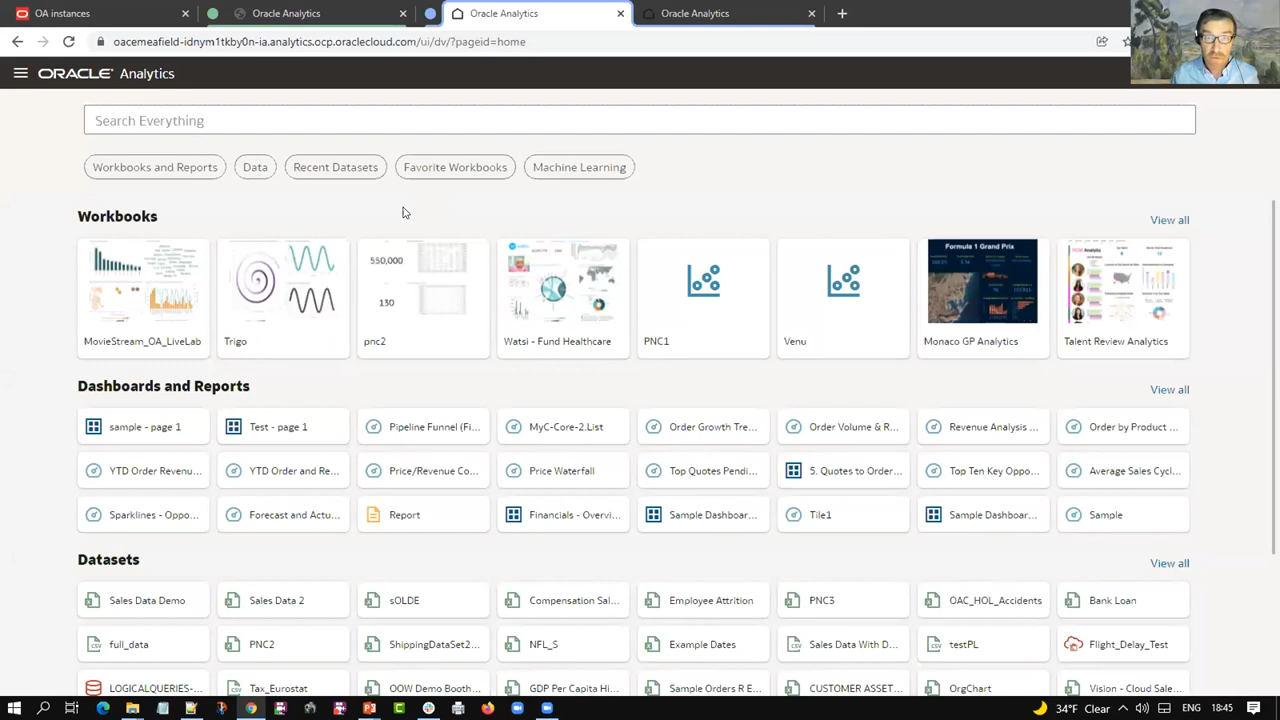 OA instances
Oracle Analytics
Oracle Analytics
Oracle Analytics
oacemeafield-idnym1tkby0n-ia.analytics.ocp.oraclecloud.com/ui/dv/?pageid=home
ORACLE Analytics
Search Everything
Workbooks and Reports
Data
Recent Datasets
Favorite Workbooks
Machine Learning
Workbooks
View all
550,000
130
Formula 1 Grand Prix
MovieStream_OA_LiveLab
Trigo
pnc2
Watsi - Fund Healthcare
PNC1
Venu
Monaco GP Analytics
Talent Review Analytics
Dashboards and Reports
View all
sample - page 1
Test - page 1
Pipeline Funnel (Fi...
MyC-Core-2.List
Order Growth Tre...
Order Volume & R...
Revenue Analysis ...
Order by Product ...
YTD Order Revenu...
YTD Order and Re...
Price/Revenue Co...
Price Waterfall
Top Quotes Pendi...
5. Quotes to Order...
Top Ten Key Oppo...
Average Sales Cycl...
Sparklines - Oppo...
Forecast and Actu...
Report
Financials - Overvi...
Sample Dashboar...
Tile1
Sample Dashboar...
Sample
Datasets
View all
Sales Data Demo
Sales Data 2
sOLDE
Compensation Sal...
Employee Attrition
PNC3
OAC_HOL_Accidents
Bank Loan
full_data
PNC2
ShippingDataSet2...
NFL_S
Example Dates
Sales Data With D...
testPL
Flight_Delay_Test
LOGICALQUERIES-...
Tax_Eurostat
OOW Demo Booth...
GDP Per Capita Hi...
Sample Orders R E...
CUSTOMER ASSET...
OrgChart
Vision - Cloud Sale...
34°F Clear
ENG
18:45